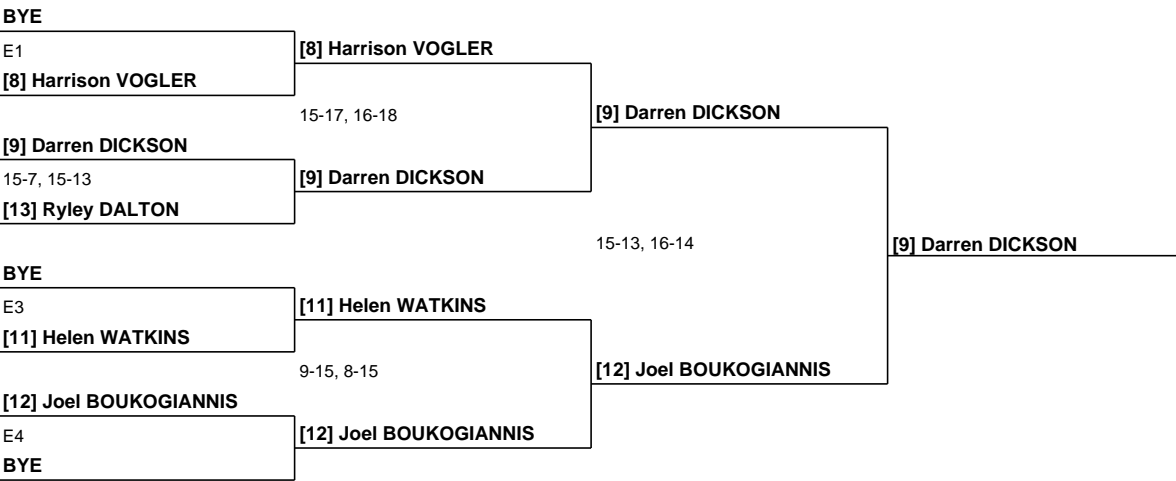 BYE
E1
[8] Harrison VOGLER
[8] Harrison VOGLER
15-17, 16-18
[9] Darren DICKSON
[9] Darren DICKSON
15-7, 15-13
[9] Darren DICKSON
[13] Ryley DALTON
15-13, 16-14
[9] Darren DICKSON
BYE
E3
[11] Helen WATKINS
[11] Helen WATKINS
9-15, 8-15
[12] Joel BOUKOGIANNIS
[12] Joel BOUKOGIANNIS
E4
[12] Joel BOUKOGIANNIS
BYE